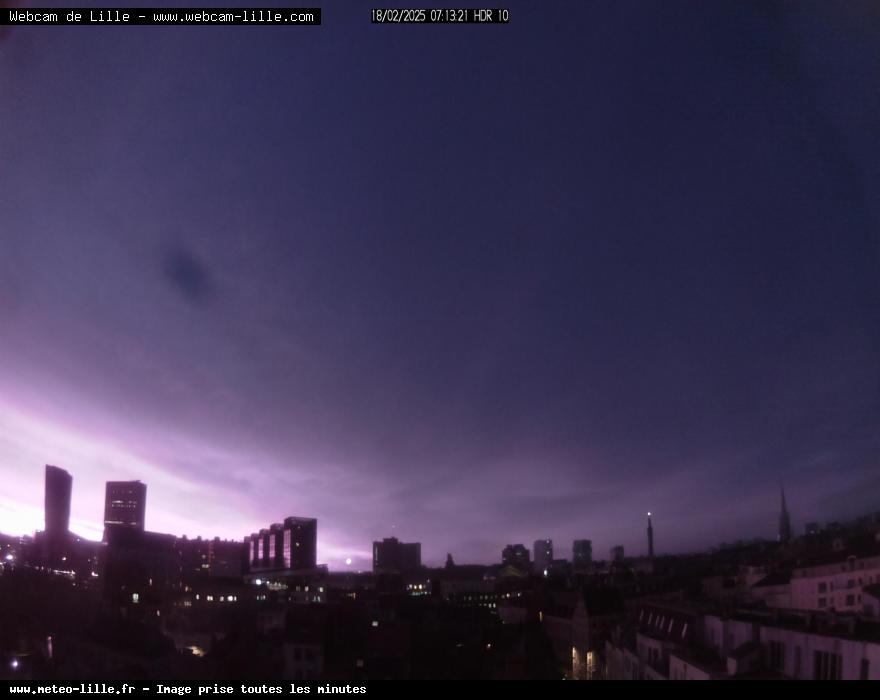 Webcam de Lille - www.webcam-lille.com
18/02/2025 07:13:21 HDR 10
www.meteo-lille.fr - Image prise toutes les minutes